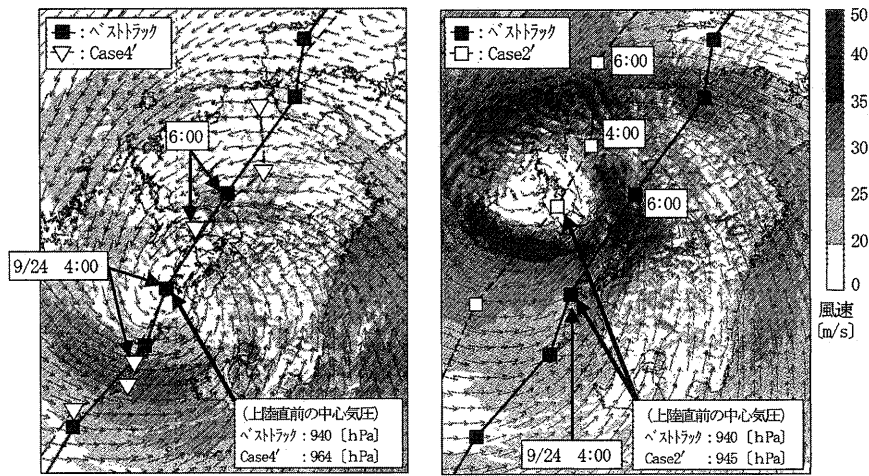 ■ : ベストトラック
▽ : Case4′
6:00
9/24 4:00
(上陸直前の中心気圧)
ベストトラック : 940 [hPa]
Case4′ : 964 [hPa]
■ : ベストトラック
□ : Case2′
6:00
4:00
6:00
9/24 4:00
(上陸直前の中心気圧)
ベストトラック : 940 [hPa]
Case2′ : 945 [hPa]
50
40
35
30
25
20
0
風速
[m/s]